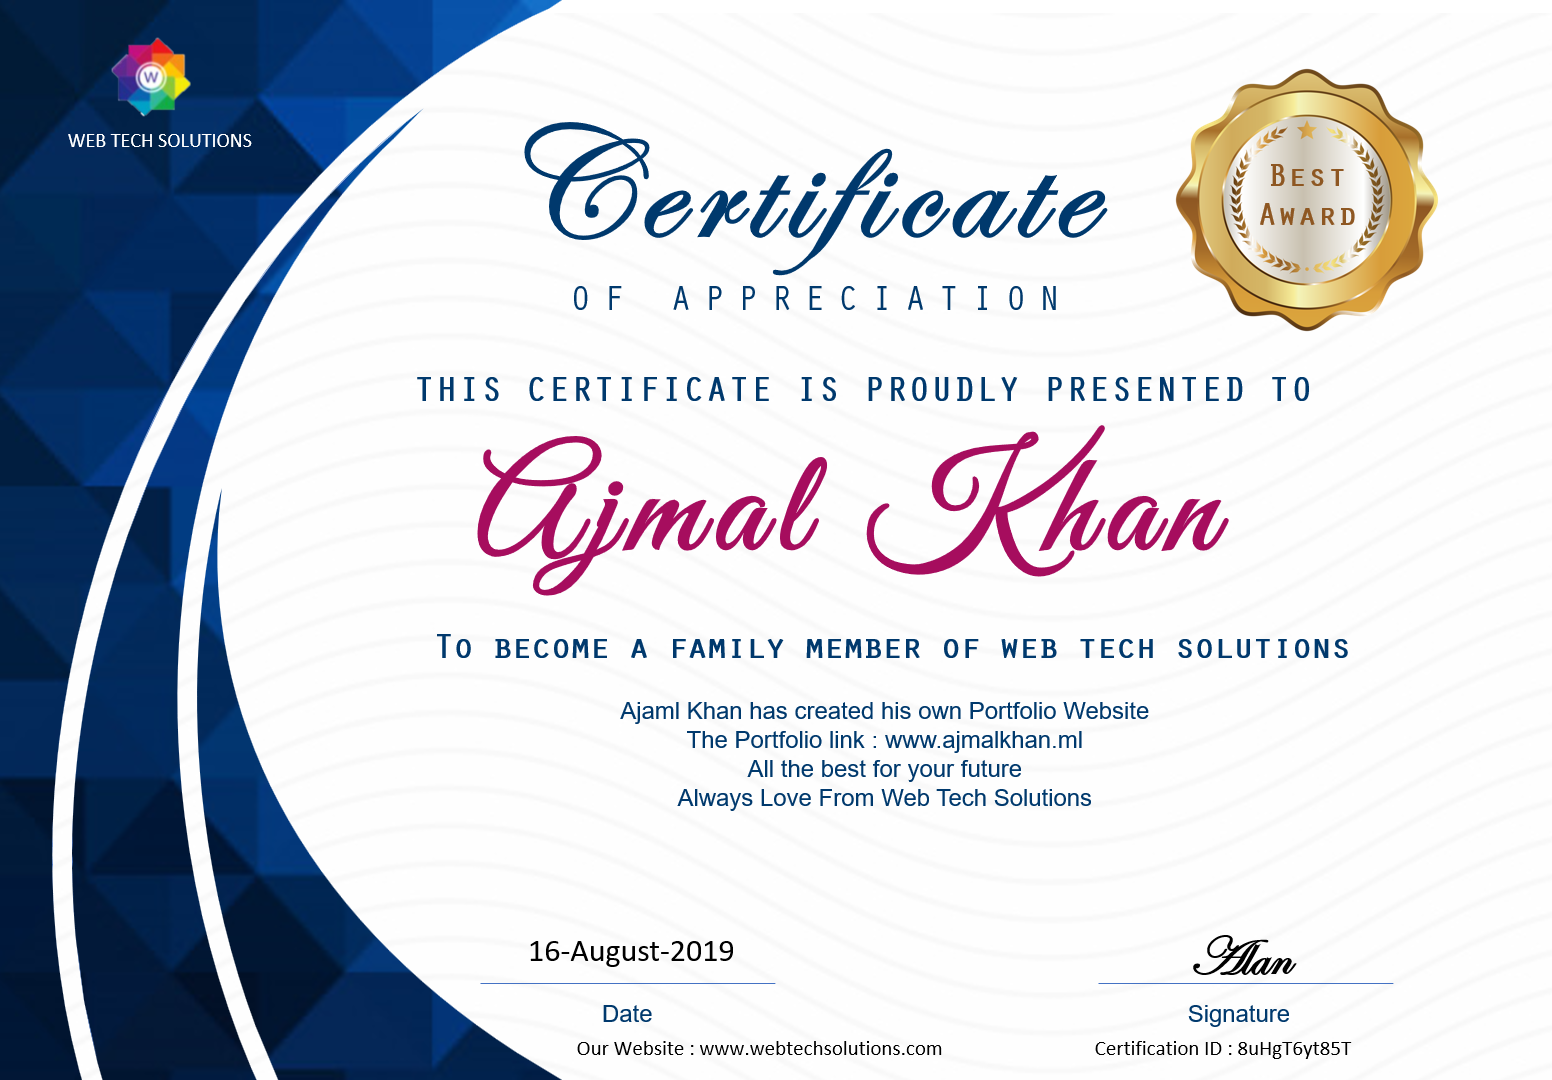 W
WEB TECH SOLUTIONS
Certificate
OF APPRECIATION
BEST
AWARD
THIS CERTIFICATE IS PROUDLY PRESENTED TO
Ajmal Khan
TO BECOME A FAMILY MEMBER OF WEB TECH SOLUTIONS
Ajaml Khan has created his own Portfolio Website
The Portfolio link : www.ajmalkhan.ml
All the best for your future
Always Love From Web Tech Solutions
16-August-2019
Alan
Date
Signature
Our Website : www.webtechsolutions.com
Certification ID : 8uHgT6yt85T